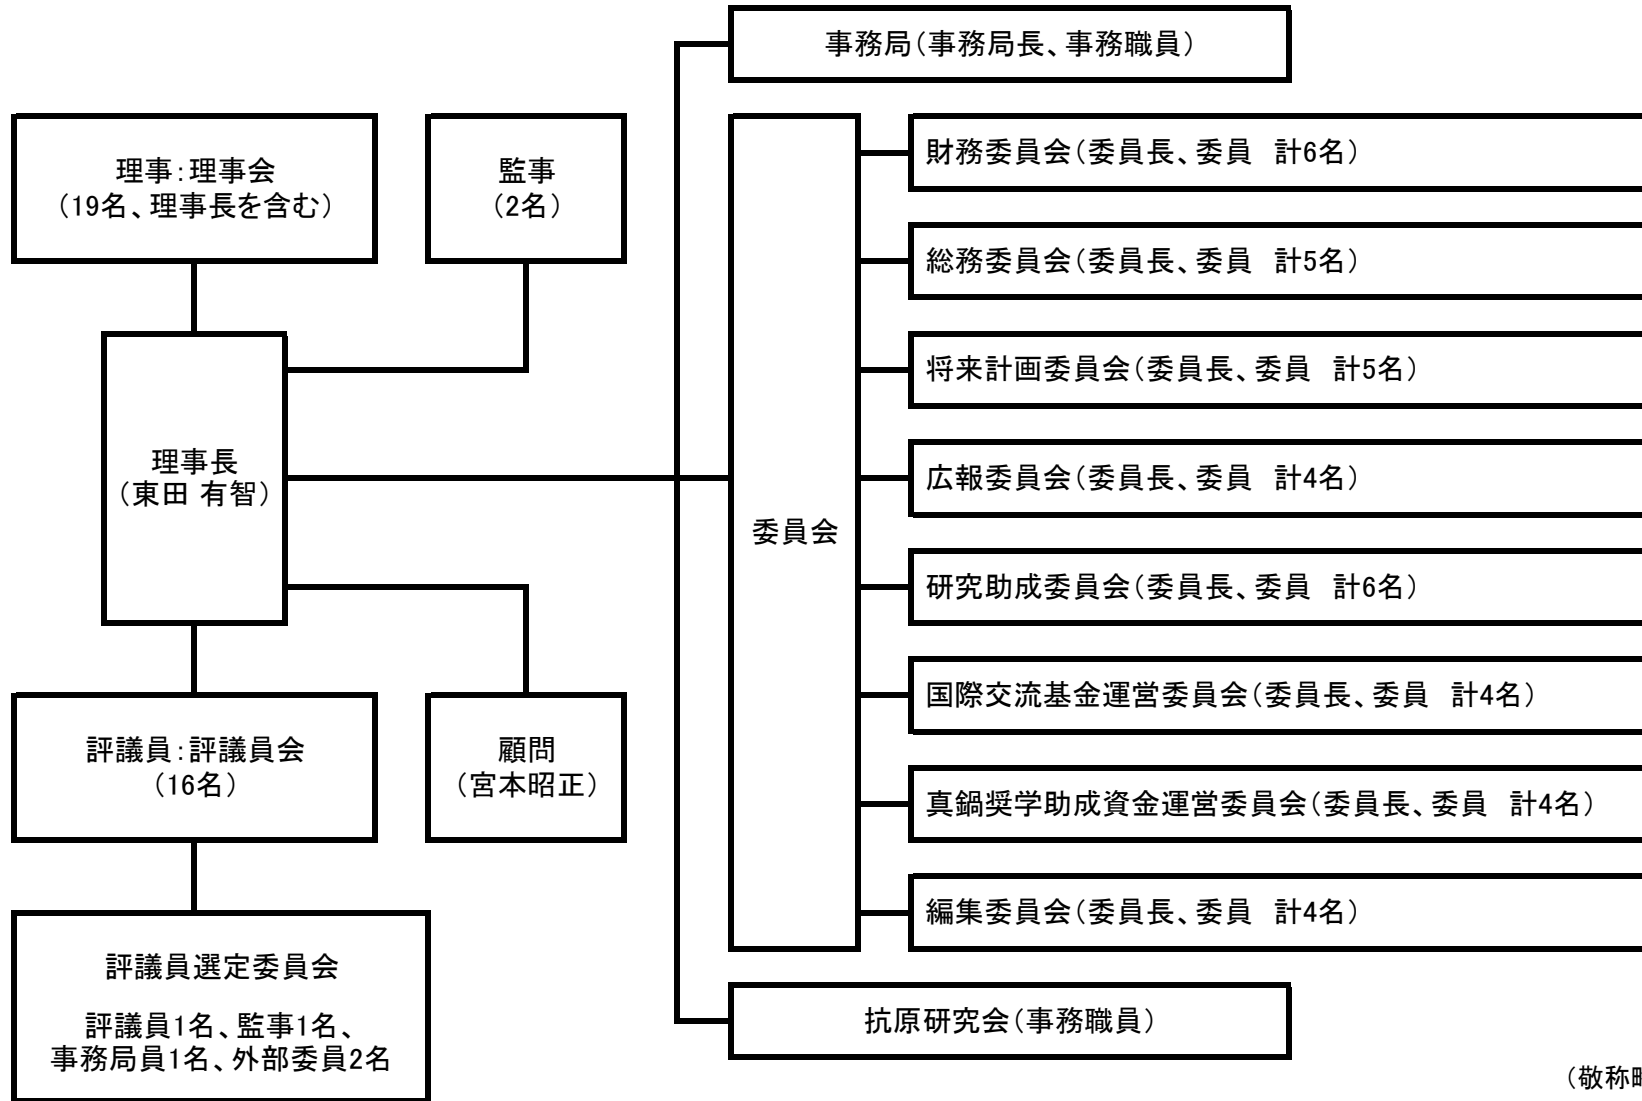 事務局（事務局長、事務職員）
理事：理事会
（19名、理事長を含む）
監事
（2名）
理事長
（東田 有智）
評議員：評議員会
（16名）
顧問
（宮本昭正）
評議員選定委員会
評議員1名、監事1名、
事務局員1名、外部委員2名
委員会
財務委員会（委員長、委員　計6名）
総務委員会（委員長、委員　計5名）
将来計画委員会（委員長、委員　計5名）
広報委員会（委員長、委員　計4名）
研究助成委員会（委員長、委員　計6名）
国際交流基金運営委員会（委員長、委員　計4名）
真鍋奨学助成資金運営委員会（委員長、委員　計4名）
編集委員会（委員長、委員　計4名）
抗原研究会（事務職員）
（敬称略